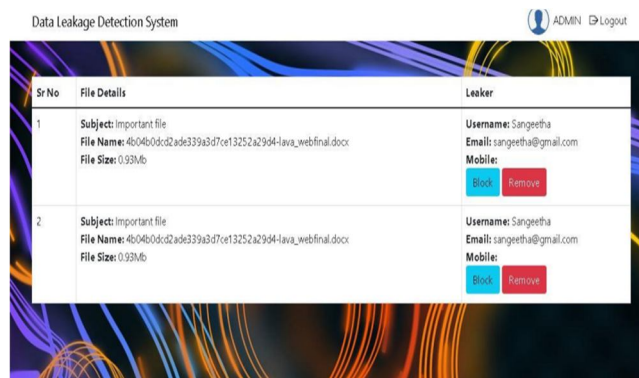 Data Leakage Detection System
ADMIN Logout
Sr No File Details Leaker
1 Subject: Important file Username: Sangeetha
File Name: 4b04b0dcd2ade339a3d7ce13252a29d4-lava_webfinal.docx Email: sangeetha@gmail.com
File Size: 0.93Mb Mobile:
Block Remove
2 Subject: Important file Username: Sangeetha
File Name: 4b04b0dcd2ade339a3d7ce13252a29d4-lava_webfinal.docx Email: sangeetha@gmail.com
File Size: 0.93Mb Mobile:
Block Remove